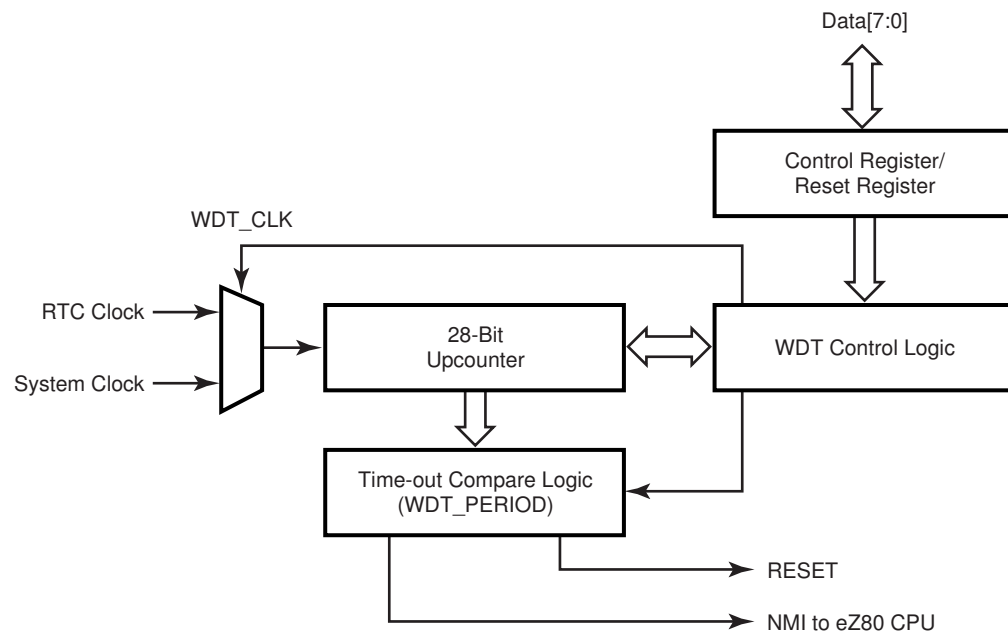 Data[7:0]
Control Register/
Reset Register
WDT_CLK
RTC Clock
System Clock
28-Bit
Upcounter
WDT Control Logic
Time-out Compare Logic
(WDT_PERIOD)
RESET
NMI to eZ80 CPU